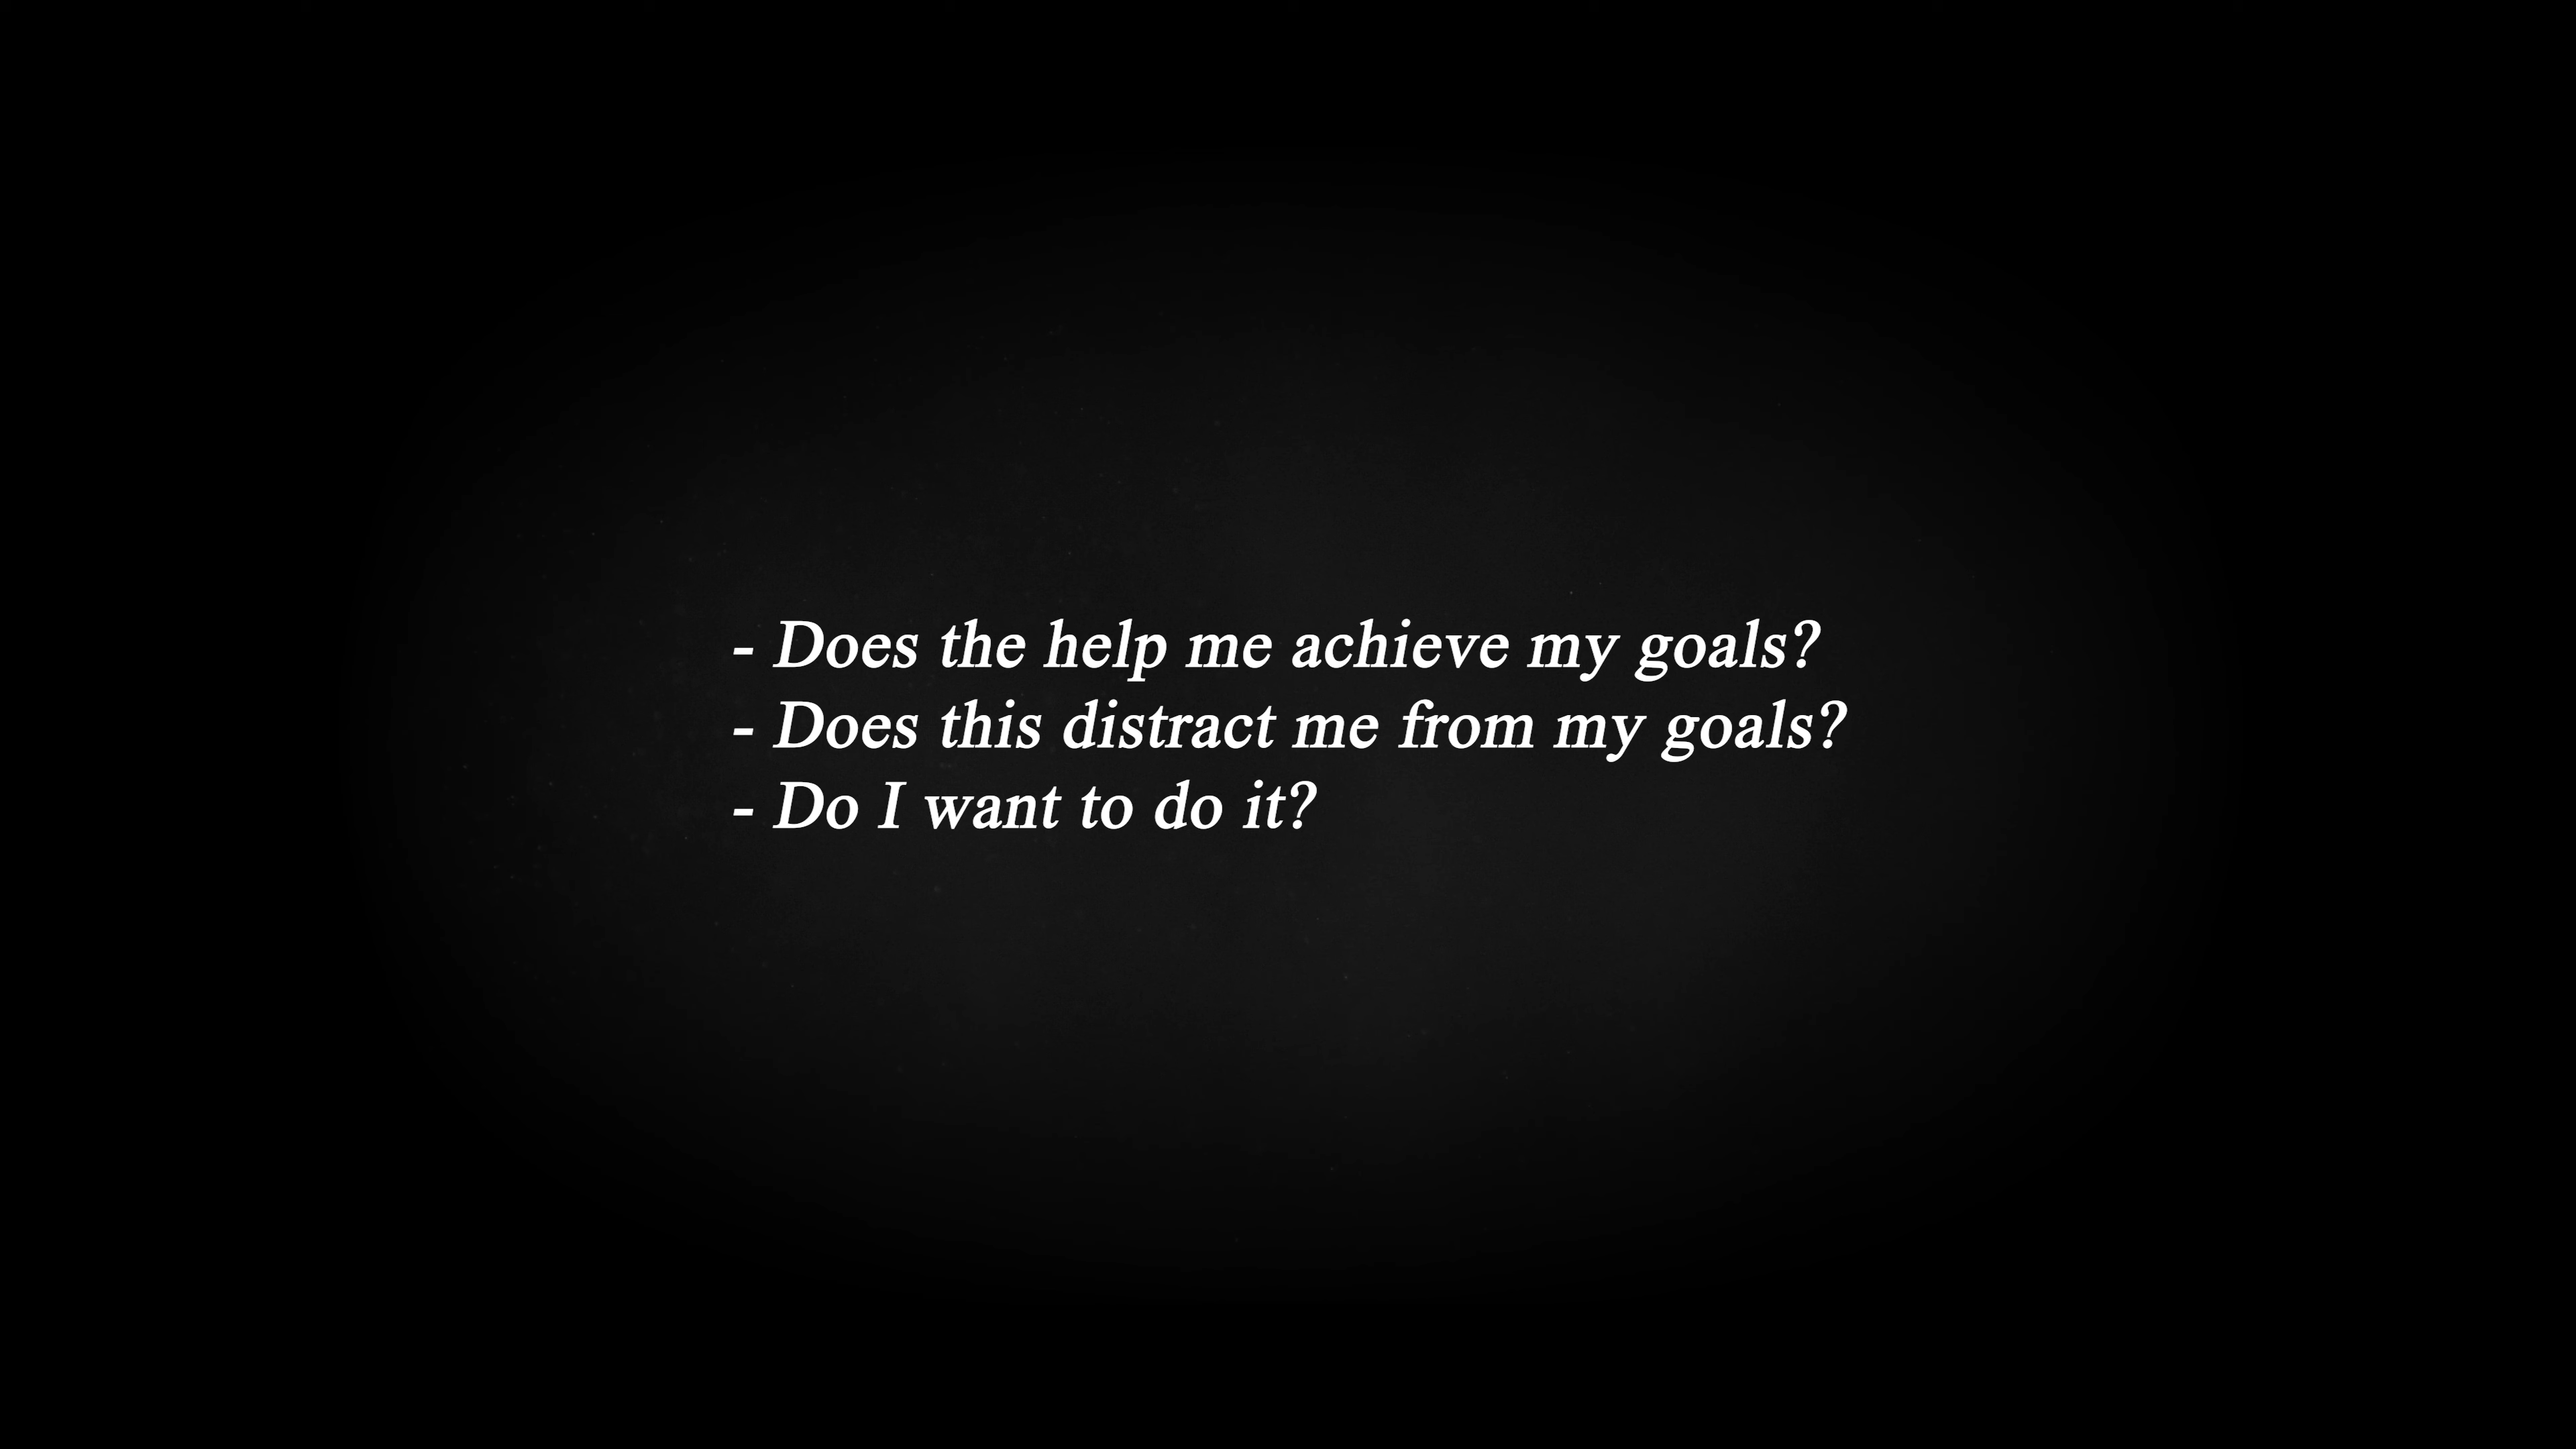 - Does the help me achieve my goals?
- Does this distract me from my goals?
- Do I want to do it?